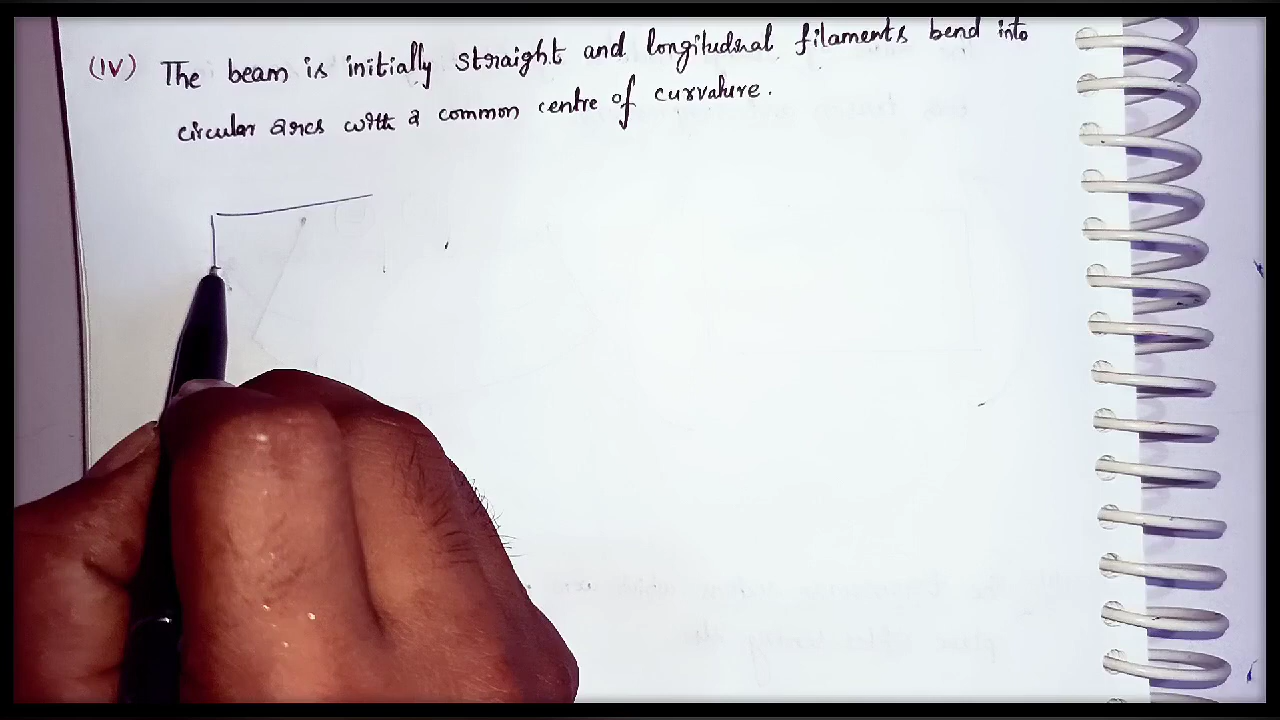 (IV) The beam is initially straight and longitudinal filaments bend into
circular arcs with a common centre of curvature.